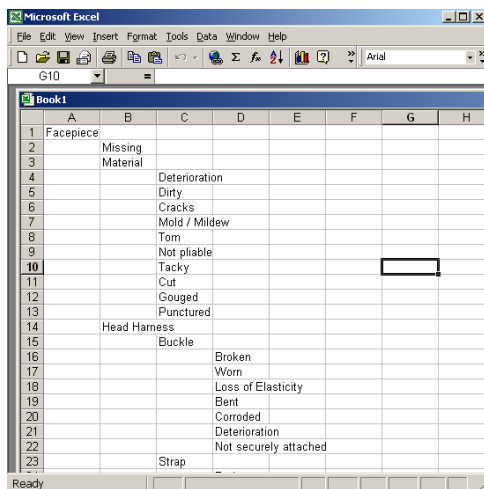 Microsoft Excel
File Edit View Insert Format Tools Data Window Help
Arial
G10 =
Book1
A B C D E F G H
1 Facepiece
2 Missing
3 Material
4 Deterioration
5 Dirty
6 Cracks
7 Mold / Mildew
8 Torn
9 Not pliable
10 Tacky
11 Cut
12 Gouged
13 Punctured
14 Head Harness
15 Buckle
16 Broken
17 Worn
18 Loss of Elasticity
19 Bent
20 Corroded
21 Deterioration
22 Not securely attached
23 Strap
Ready